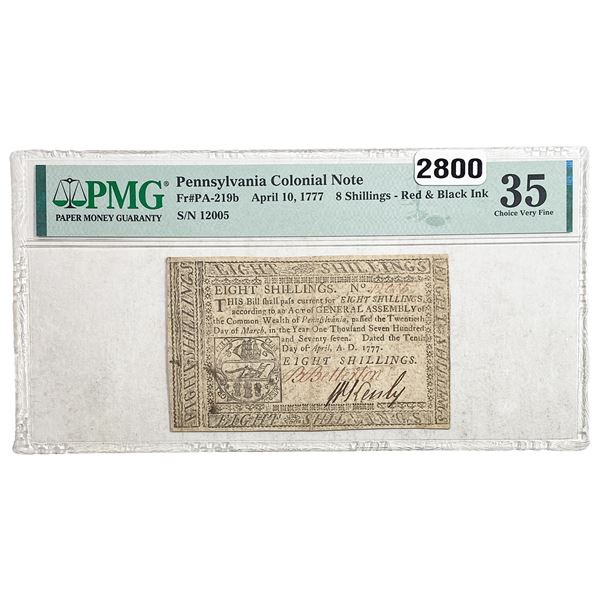 2800
PMG
PAPER MONEY GUARANTY
Pennsylvania Colonial Note
Fr#PA-219b April 10, 1777 8 Shillings - Red & Black Ink
S/N 12005
35
Choice Very Fine
EIGHT SHILLINGS
EIGHT SHILLINGS
EIGHT SHILLINGS. No
THIS Bill shall pass current for EIGHT SHILLINGS,
according to an ACT of GENERAL ASSEMBLY of
the Common Wealth of Pennsylvania, passed the Twentieth
Day of March, in the Year One Thousand Seven Hundred
and Seventy seven. Dated the Tenth
Day of April, A. D. 1777.
EIGHT SHILLINGS.
EIGHT SHILLINGS